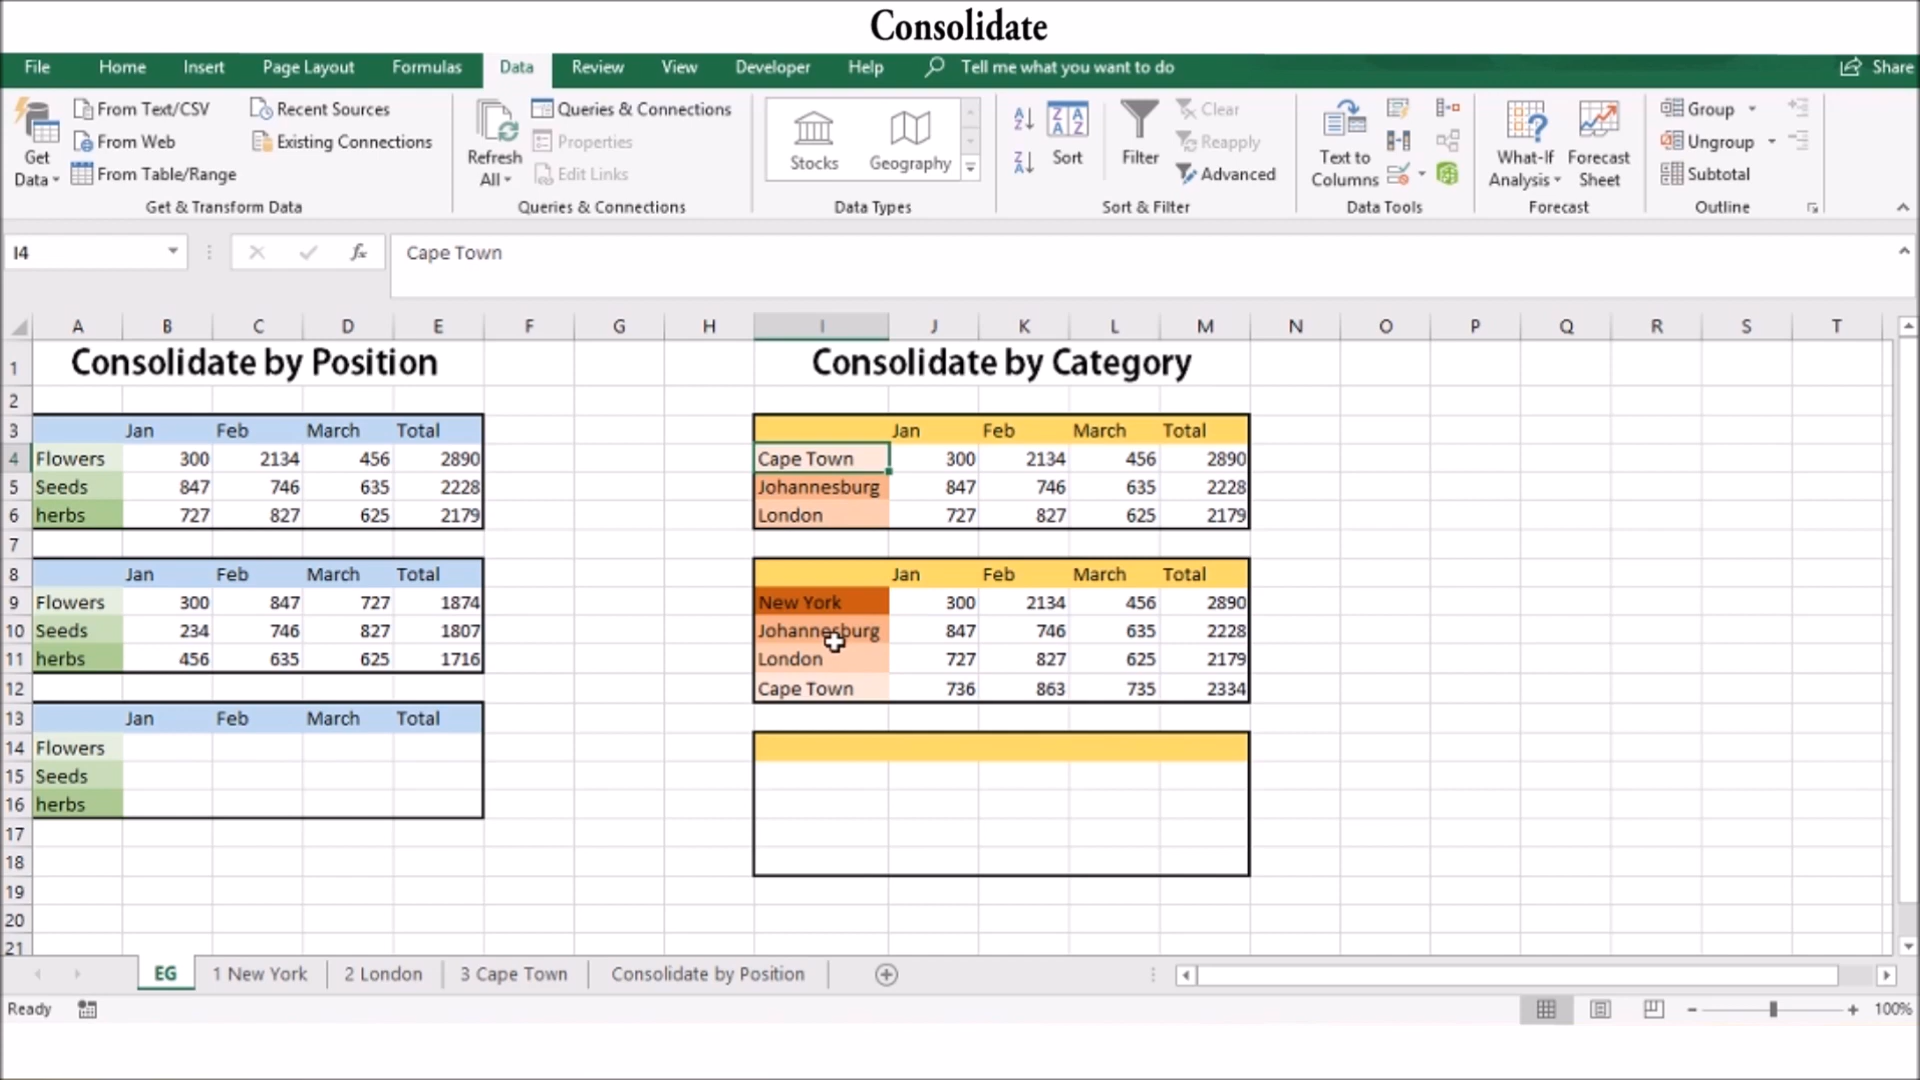 Consolidate
File Home Insert Page Layout Formulas Data Review View Developer Help Tell me what you want to do Share
Get Data
From Text/CSV
From Web
From Table/Range
Recent Sources
Existing Connections
Get & Transform Data
Refresh All
Queries & Connections
Properties
Edit Links
Queries & Connections
Stocks Geography
Data Types
Sort
Filter
Clear
Reapply
Advanced
Sort & Filter
Text to Columns
Data Tools
What-If Analysis
Forecast Sheet
Forecast
Group
Ungroup
Subtotal
Outline
I4 fx Cape Town
A B C D E F G H I J K L M N O P Q R S T
1 Consolidate by Position Consolidate by Category
2
3 Jan Feb March Total Jan Feb March Total
4 Flowers 300 2134 456 2890 Cape Town 300 2134 456 2890
5 Seeds 847 746 635 2228 Johannesburg 847 746 635 2228
6 herbs 727 827 625 2179 London 727 827 625 2179
7
8 Jan Feb March Total Jan Feb March Total
9 Flowers 300 847 727 1874 New York 300 2134 456 2890
10 Seeds 234 746 827 1807 Johannesburg 847 746 635 2228
11 herbs 456 635 625 1716 London 727 827 625 2179
12 Cape Town 736 863 735 2334
13 Jan Feb March Total
14 Flowers
15 Seeds
16 herbs
17
18
19
20
21
EG 1 New York 2 London 3 Cape Town Consolidate by Position
Ready 100%